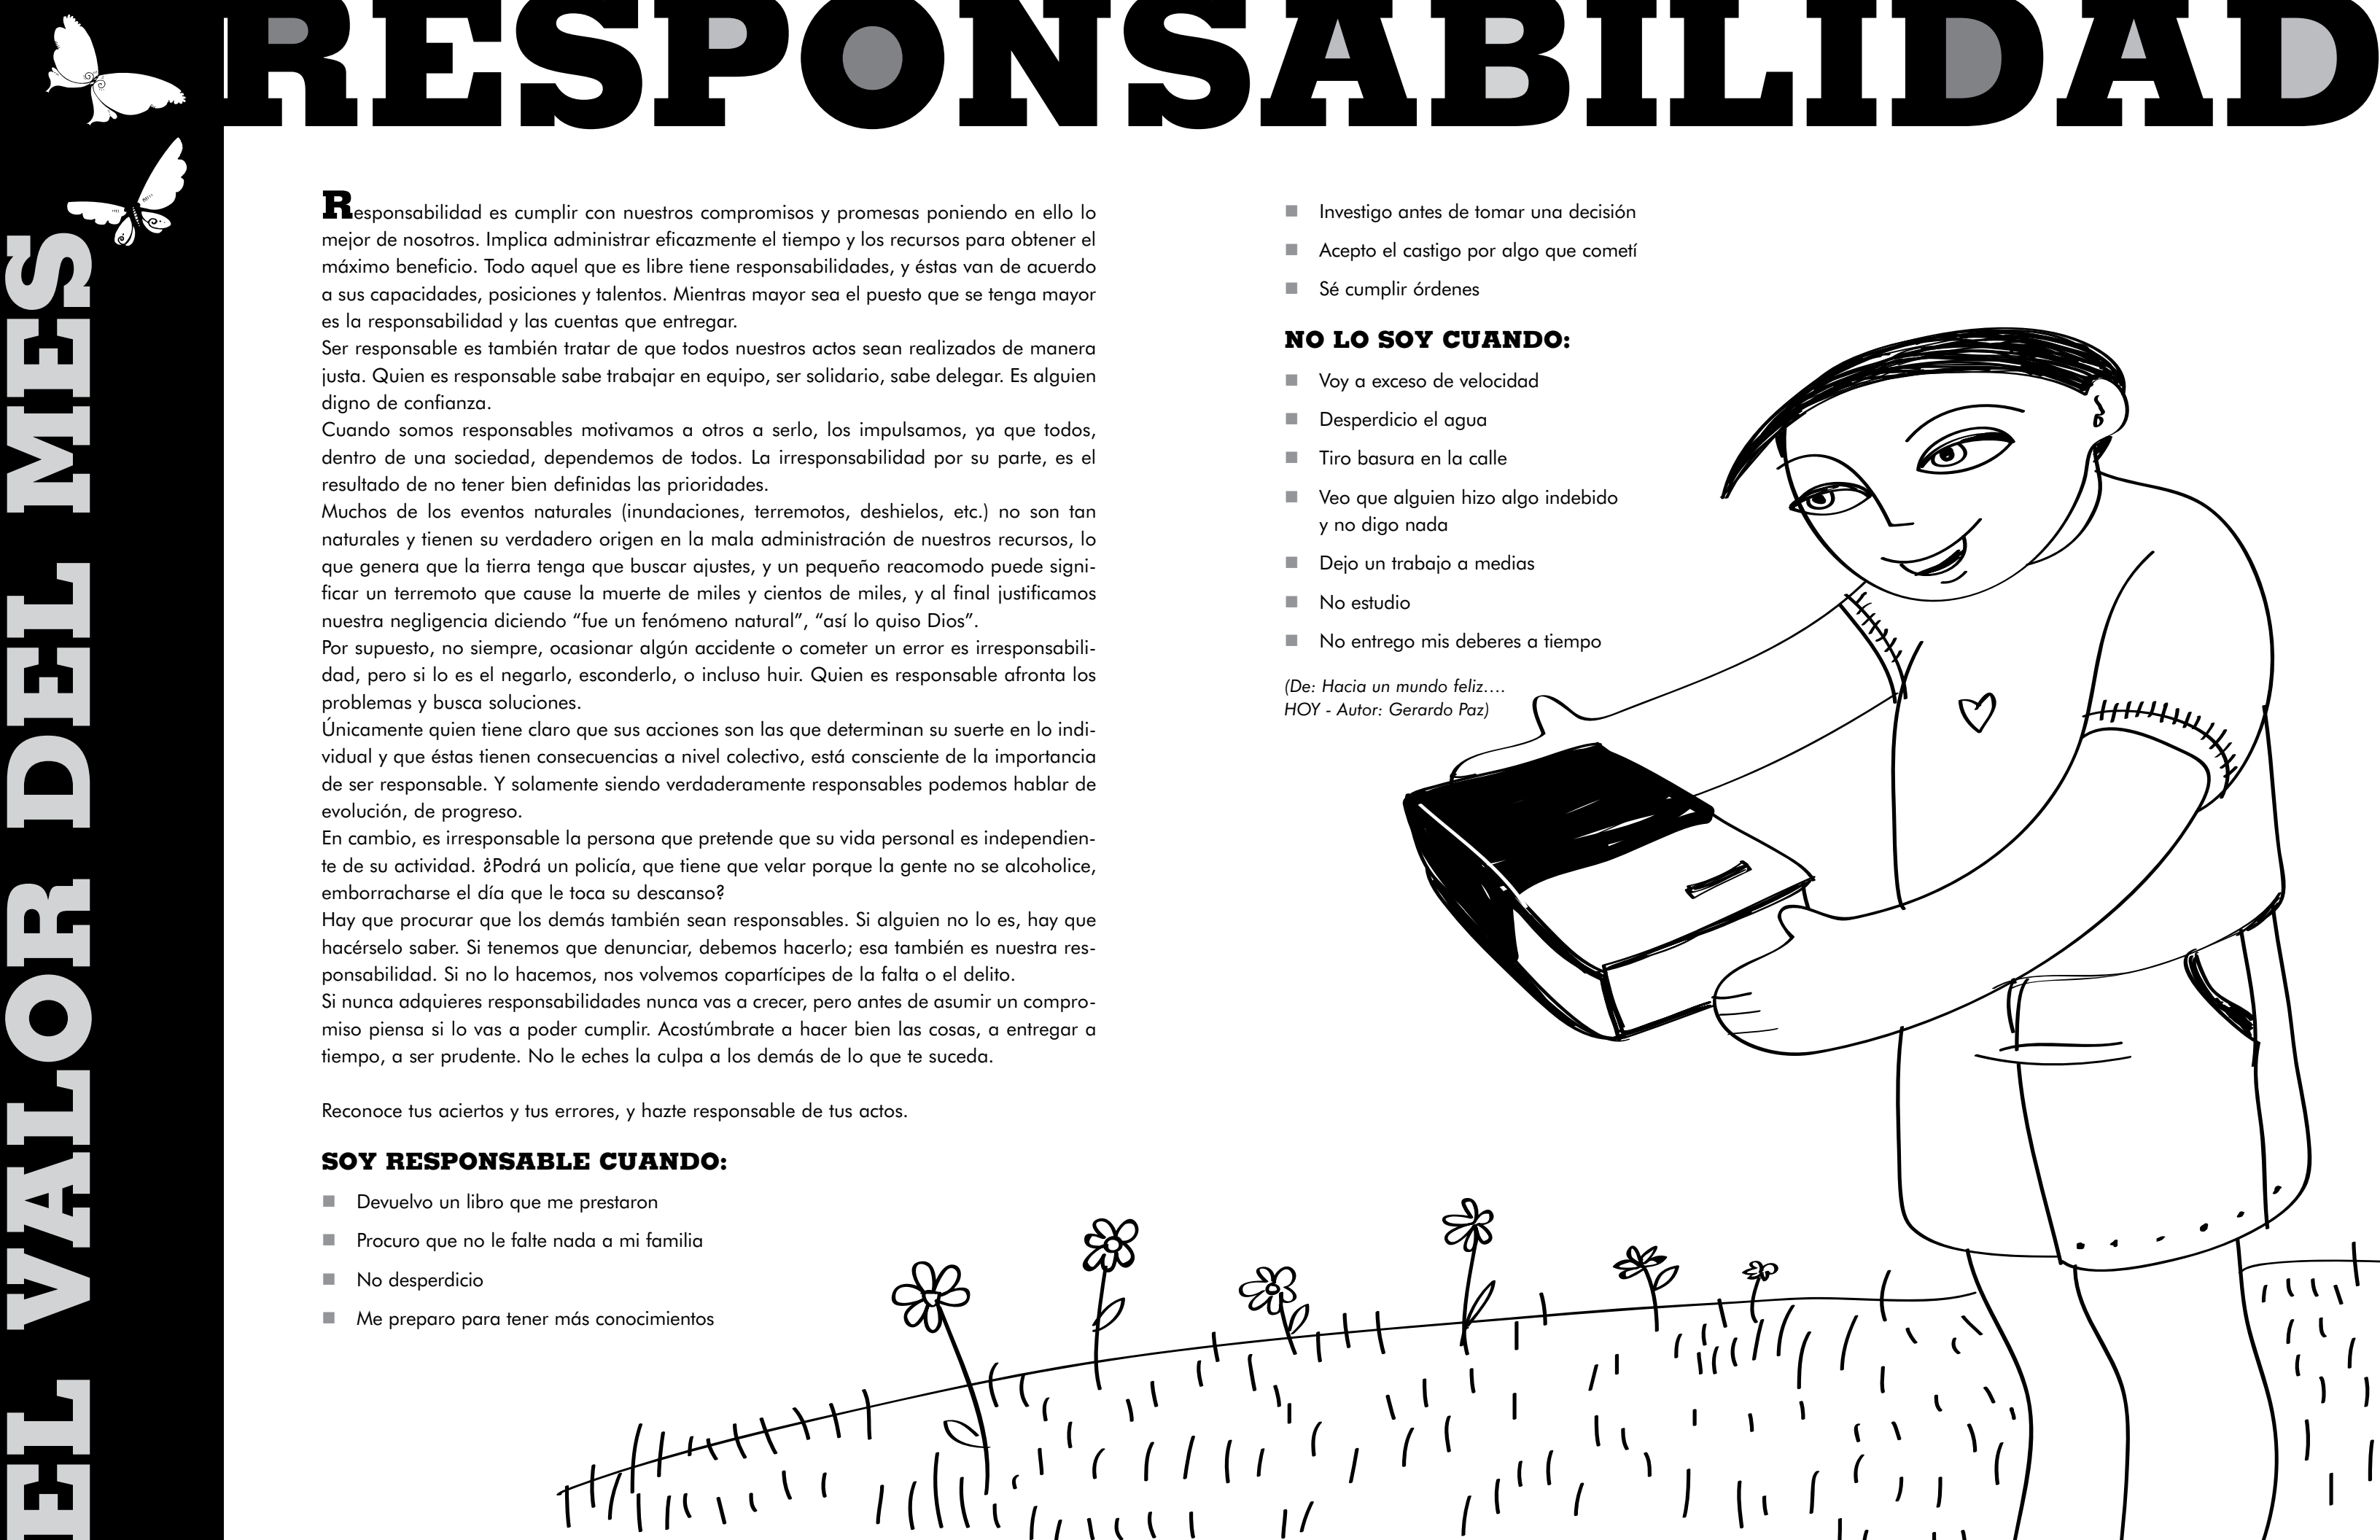 RESPONSABILIDAD
EL VALOR DEL MES
Responsabilidad es cumplir con nuestros compromisos y promesas poniendo en ello lo
mejor de nosotros. Implica administrar eficazmente el tiempo y los recursos para obtener el
máximo beneficio. Todo aquel que es libre tiene responsabilidades, y éstas van de acuerdo
a sus capacidades, posiciones y talentos. Mientras mayor sea el puesto que se tenga mayor
es la responsabilidad y las cuentas que entregar.
Ser responsable es también tratar de que todos nuestros actos sean realizados de manera
justa. Quien es responsable sabe trabajar en equipo, ser solidario, sabe delegar. Es alguien
digno de confianza.
Cuando somos responsables motivamos a otros a serlo, los impulsamos, ya que todos,
dentro de una sociedad, dependemos de todos. La irresponsabilidad por su parte, es el
resultado de no tener bien definidas las prioridades.
Muchos de los eventos naturales (inundaciones, terremotos, deshielos, etc.) no son tan
naturales y tienen su verdadero origen en la mala administración de nuestros recursos, lo
que genera que la tierra tenga que buscar ajustes, y un pequeño reacomodo puede signi-
ficar un terremoto que cause la muerte de miles y cientos de miles, y al final justificamos
nuestra negligencia diciendo “fue un fenómeno natural”, “así lo quiso Dios”.
Por supuesto, no siempre, ocasionar algún accidente o cometer un error es irresponsabili-
dad, pero si lo es el negarlo, esconderlo, o incluso huir. Quien es responsable afronta los
problemas y busca soluciones.
Únicamente quien tiene claro que sus acciones son las que determinan su suerte en lo indi-
vidual y que éstas tienen consecuencias a nivel colectivo, está consciente de la importancia
de ser responsable. Y solamente siendo verdaderamente responsables podemos hablar de
evolución, de progreso.
En cambio, es irresponsable la persona que pretende que su vida personal es independien-
te de su actividad. ¿Podrá un policía, que tiene que velar porque la gente no se alcoholice,
emborracharse el día que le toca su descanso?
Hay que procurar que los demás también sean responsables. Si alguien no lo es, hay que
hacérselo saber. Si tenemos que denunciar, debemos hacerlo; esa también es nuestra res-
ponsabilidad. Si no lo hacemos, nos volvemos copartícipes de la falta o el delito.
Si nunca adquieres responsabilidades nunca vas a crecer, pero antes de asumir un compro-
miso piensa si lo vas a poder cumplir. Acostúmbrate a hacer bien las cosas, a entregar a
tiempo, a ser prudente. No le eches la culpa a los demás de lo que te suceda.
Reconoce tus aciertos y tus errores, y hazte responsable de tus actos.
SOY RESPONSABLE CUANDO:
Devuelvo un libro que me prestaron
Procuro que no le falte nada a mi familia
No desperdicio
Me preparo para tener más conocimientos
Investigo antes de tomar una decisión
Acepto el castigo por algo que cometí
Sé cumplir órdenes
NO LO SOY CUANDO:
Voy a exceso de velocidad
Desperdicio el agua
Tiro basura en la calle
Veo que alguien hizo algo indebido
y no digo nada
Dejo un trabajo a medias
No estudio
No entrego mis deberes a tiempo
(De: Hacia un mundo feliz....
HOY - Autor: Gerardo Paz)